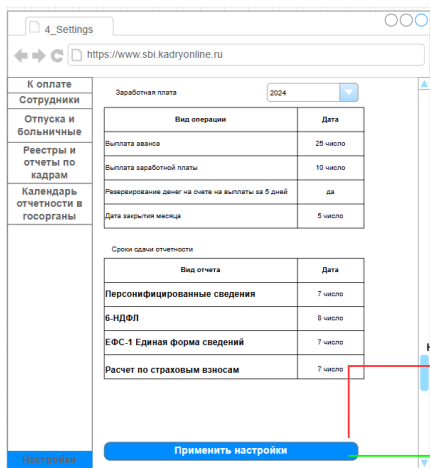 4_Settings
https://www.sbi.kadryonline.ru
К оплате
Сотрудники
Отпуска и
больничные
Реестры и
отчеты по
кадрам
Календарь
отчетности в
госорганы
Настройки
Заработная плата
2024
Вид операции Дата
Выплата аванса 25 число
Выплата заработной платы 10 число
Резервирование денег на счете на выплаты за 5 дней да
Дата закрытия месяца 5 число
Сроки сдачи отчетности
Вид отчета Дата
Персонифицированные сведения 7 число
6-НДФЛ 8 число
ЕФС-1 Единая форма сведений 7 число
Расчет по страховым взносам 7 число
Применить настройки